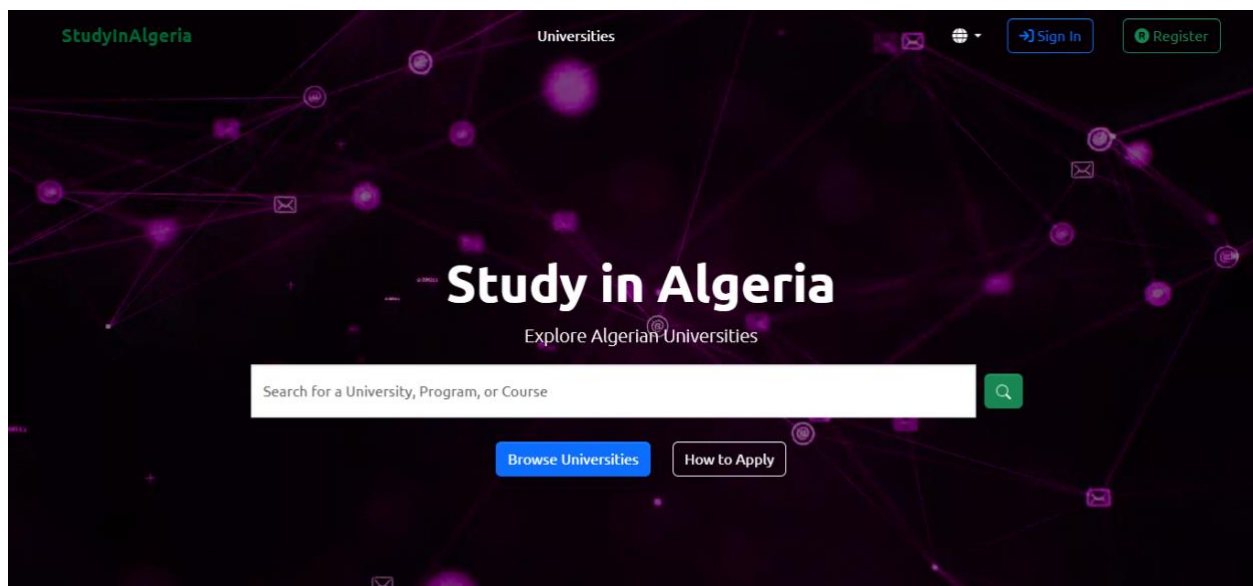 StudyInAlgeria
Universities
Sign In
Register
Study in Algeria
Explore Algerian Universities
Search for a University, Program, or Course
Browse Universities
How to Apply